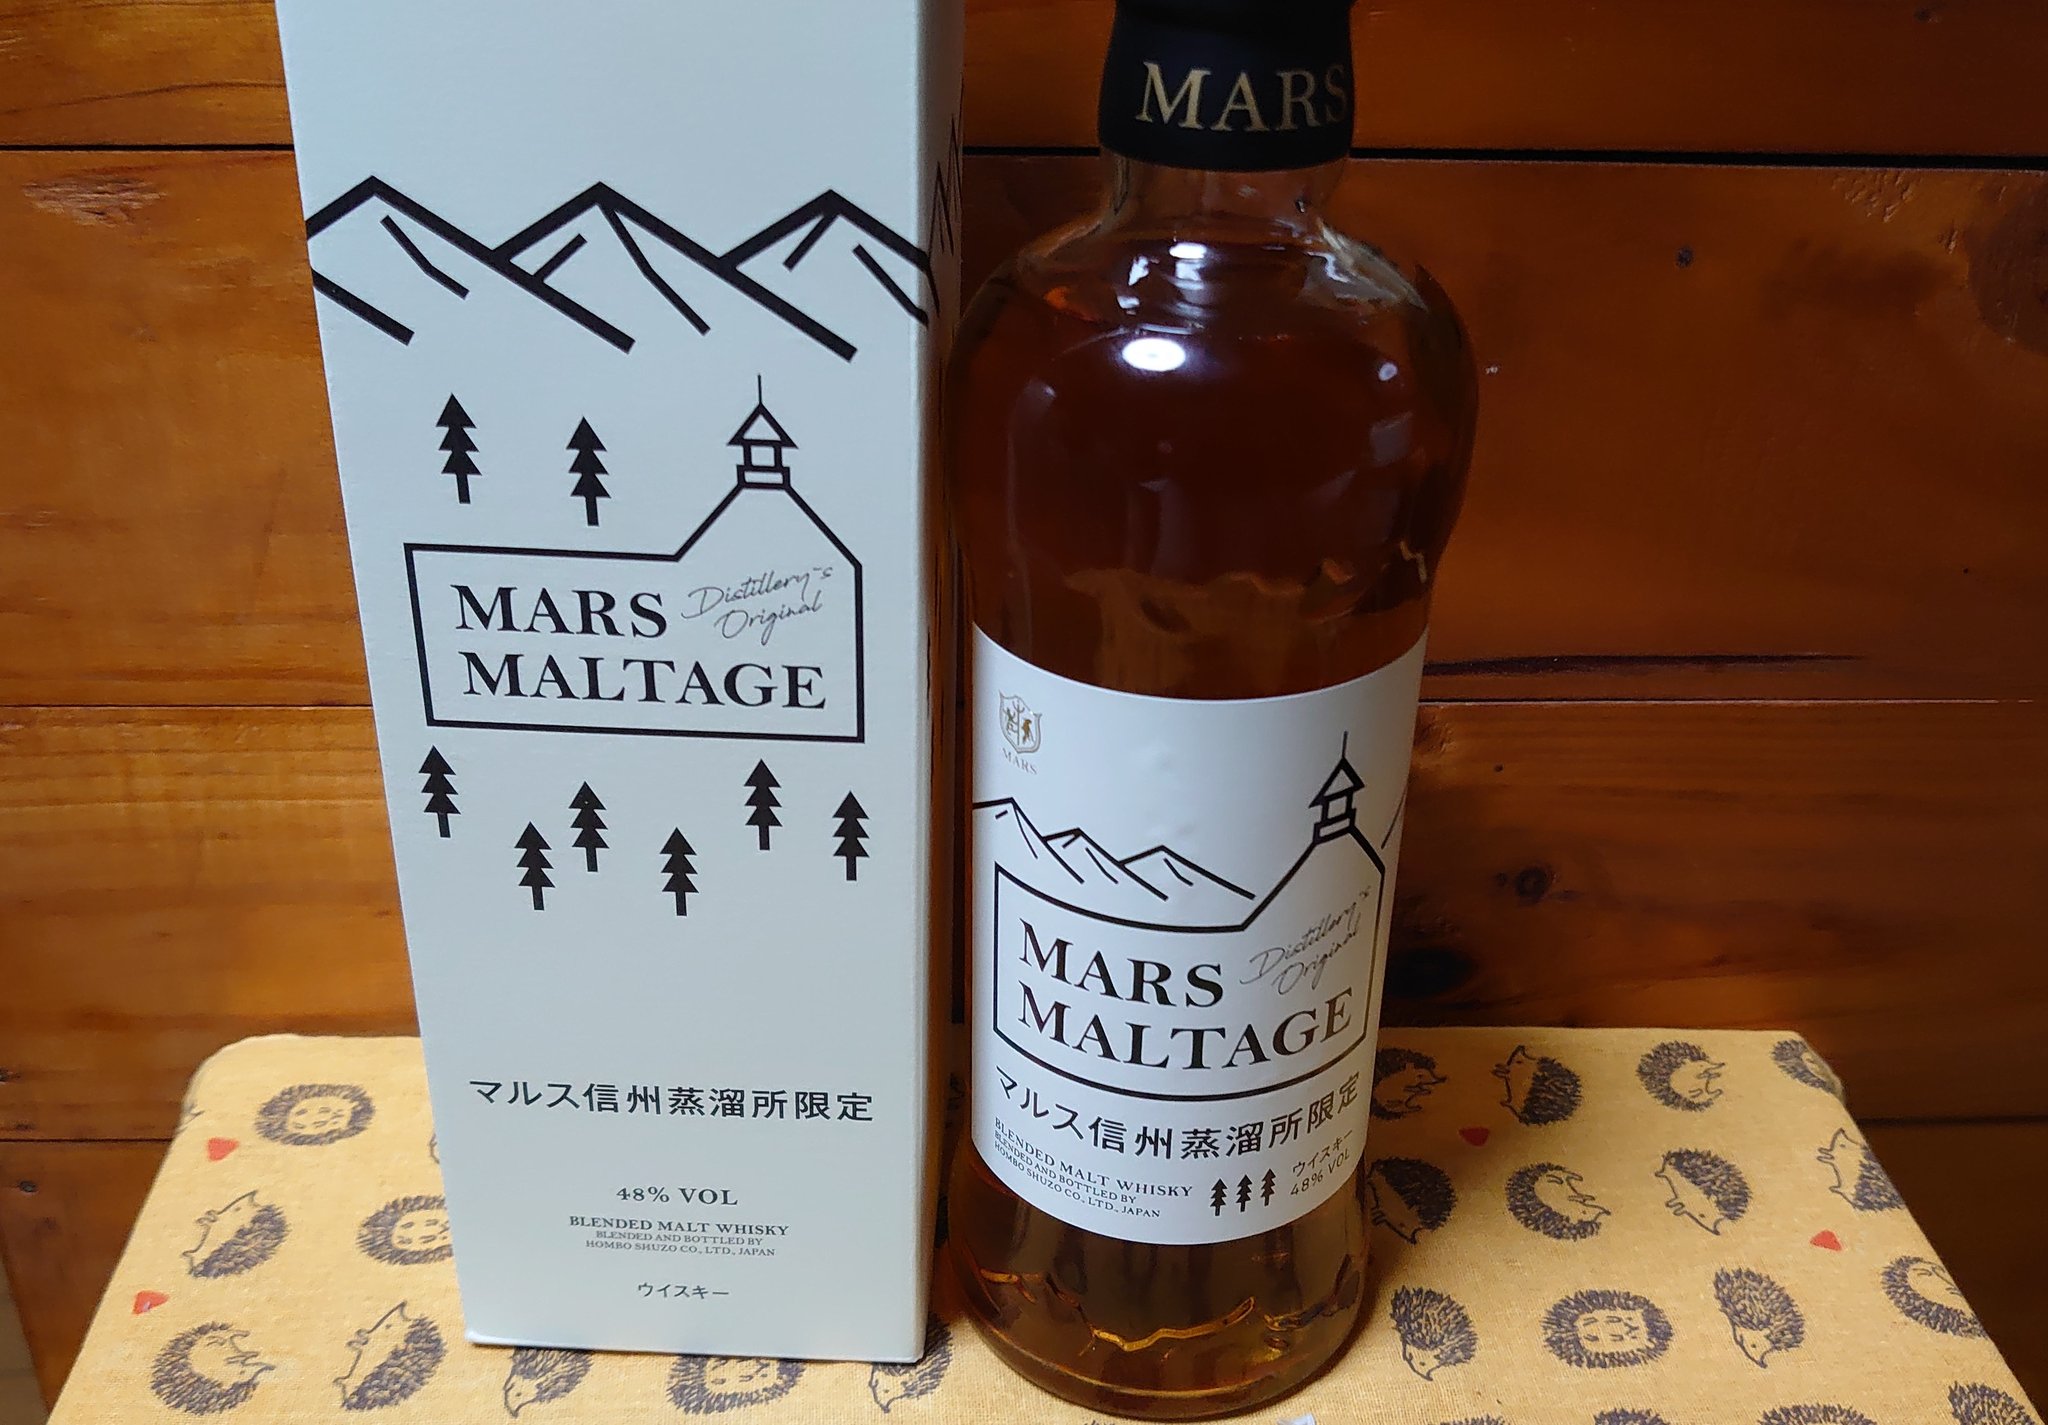 MARS
Distillery's
Original
MALTAGE
マルス信州蒸溜所限定
48% VOL
BLENDED MALT WHISKY
BLENDED AND BOTTLED BY
HOMBO SHUZO CO., LTD., JAPAN
ウイスキー
MARS
MARS
MARS
Distillery's
Original
MALTAGE
マルス信州蒸溜所限定
BLENDED MALT WHISKY
BLENDED AND BOTTLED BY
HOMBO SHUZO CO., LTD., JAPAN
ウイスキー
48% VOL